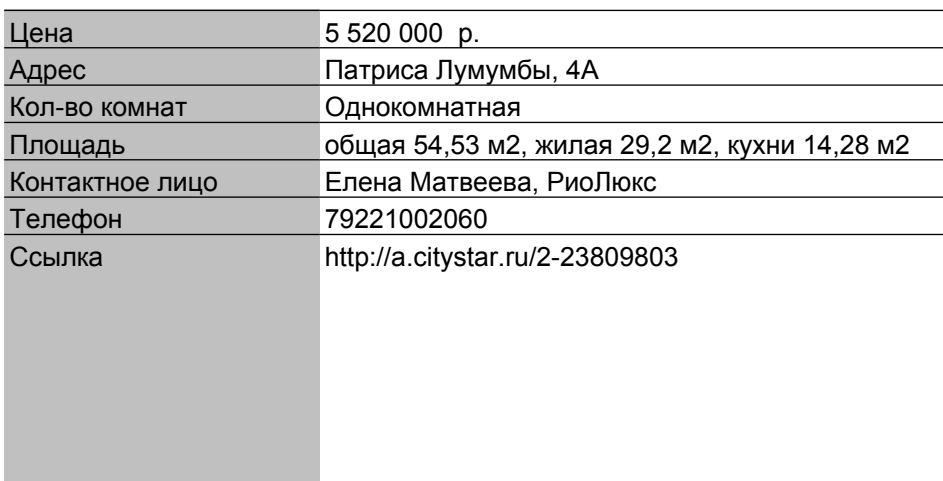 Цена 5 520 000 р.
Адрес Патриса Лумумбы, 4А
Кол-во комнат Однокомнатная
Площадь общая 54,53 м2, жилая 29,2 м2, кухни 14,28 м2
Контактное лицо Елена Матвеева, РиоЛюкс
Телефон 79221002060
Ссылка http://a.citystar.ru/2-23809803